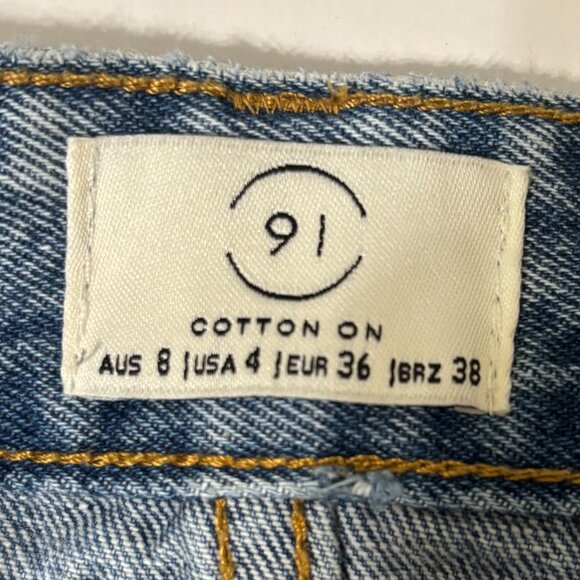 91
COTTON ON
AUS 8 | USA 4 | EUR 36 | BRZ 38